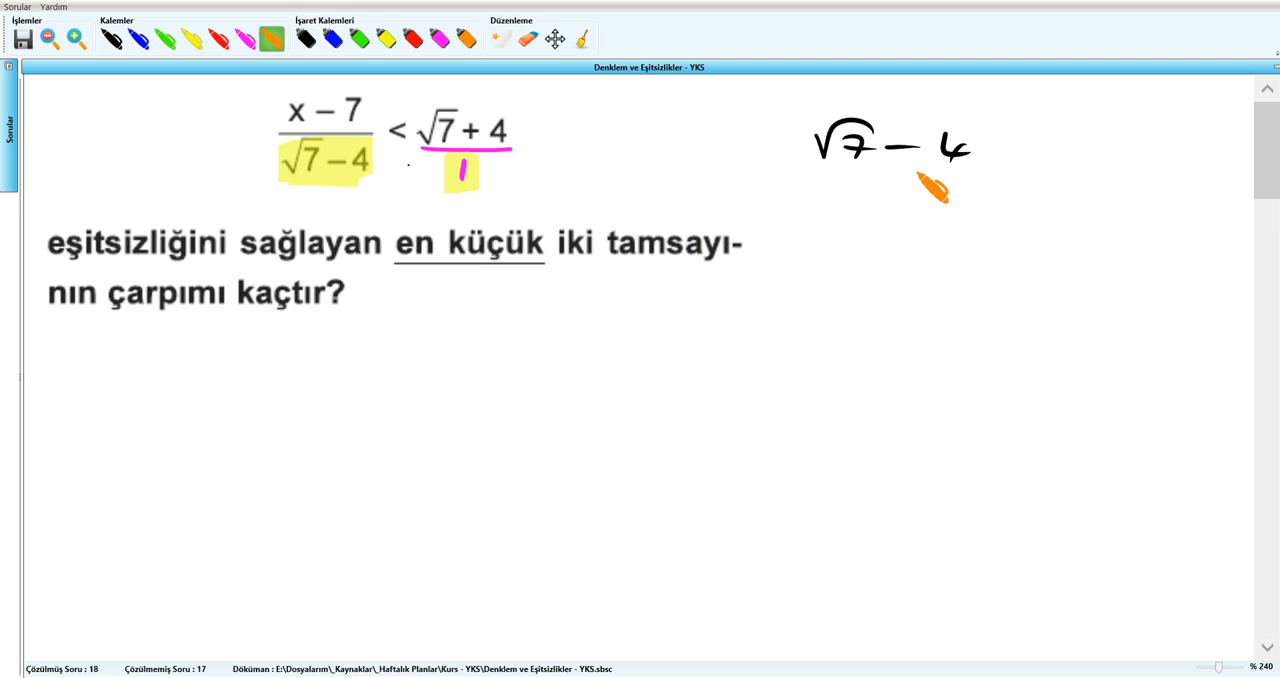 Sorular Yardım
İşlemler Kalemler İşaret Kalemleri Düzenleme
Denklem ve Eşitsizlikler - YKS
Sorular
x – 7
√7 – 4
< √7 + 4
1
√7 – 4
eşitsizliğini sağlayan en küçük iki tamsayı-
nın çarpımı kaçtır?
Çözülmüş Soru : 18 Çözülmemiş Soru : 17 Döküman : E:\Dosyalarım\_Kaynaklar\_Haftalık Planlar\Kurs - YKS\Denklem ve Eşitsizlikler - YKS.sbsc % 240